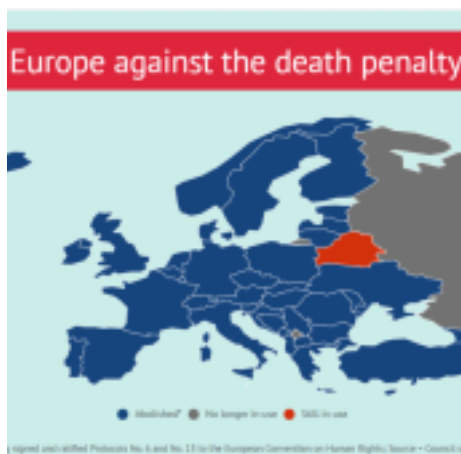 Europe against the death penalty
Abolished* No longer in use Still in use
signed and ratified Protocols No. 6 and No. 13 to the European Convention on Human Rights; Source • Council